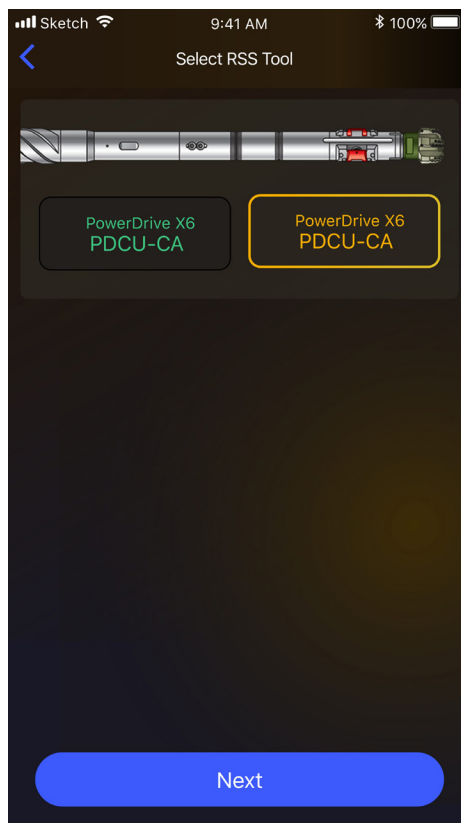 Sketch 9:41 AM 100%
Select RSS Tool
PowerDrive X6
PDCU-CA
PowerDrive X6
PDCU-CA
Next